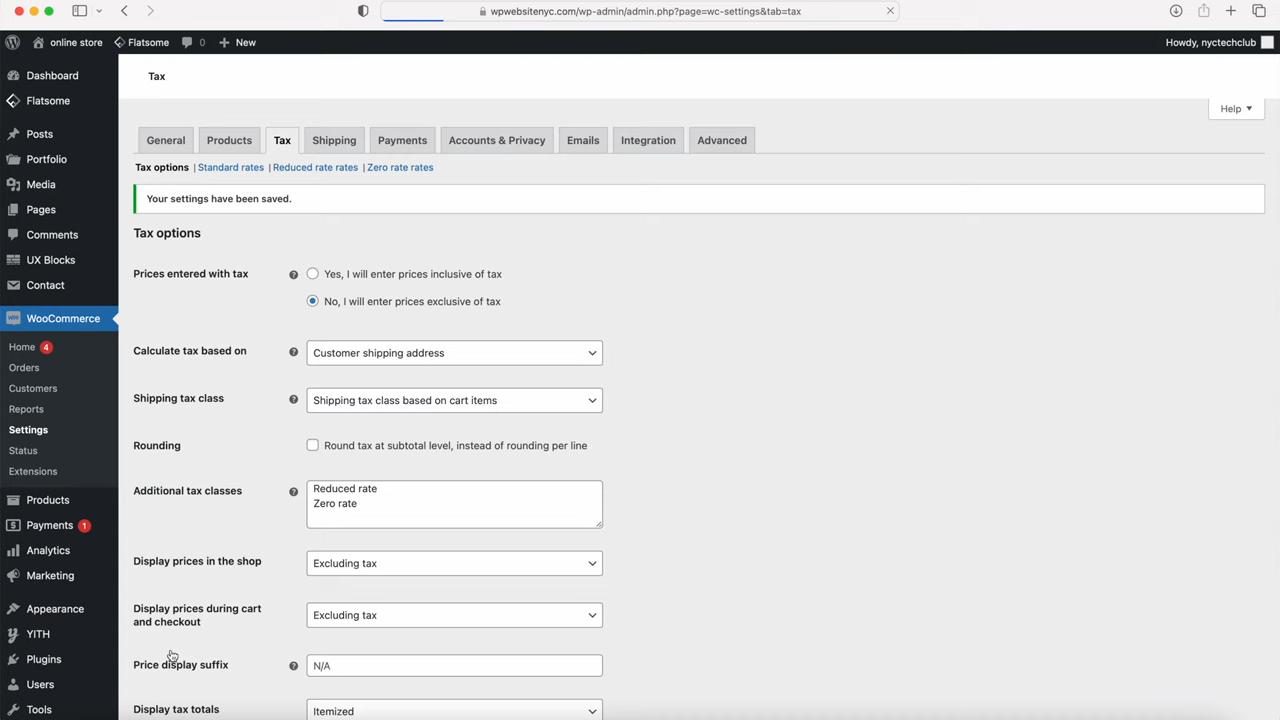 wpwebsitenyc.com/wp-admin/admin.php?page=wc-settings&tab=tax
online store
Flatsome
0
New
Howdy, nyctechclub
Dashboard
Flatsome
Posts
Portfolio
Media
Pages
Comments
UX Blocks
Contact
WooCommerce
Home 4
Orders
Customers
Reports
Settings
Status
Extensions
Products
Payments 1
Analytics
Marketing
Appearance
YITH
Plugins
Users
Tools
Tax
Help
General Products Tax Shipping Payments Accounts & Privacy Emails Integration Advanced
Tax options | Standard rates | Reduced rate rates | Zero rate rates
Your settings have been saved.
Tax options
Prices entered with tax
Yes, I will enter prices inclusive of tax
No, I will enter prices exclusive of tax
Calculate tax based on
Customer shipping address
Shipping tax class
Shipping tax class based on cart items
Rounding
Round tax at subtotal level, instead of rounding per line
Additional tax classes
Reduced rate
Zero rate
Display prices in the shop
Excluding tax
Display prices during cart
and checkout
Excluding tax
Price display suffix
N/A
Display tax totals
Itemized